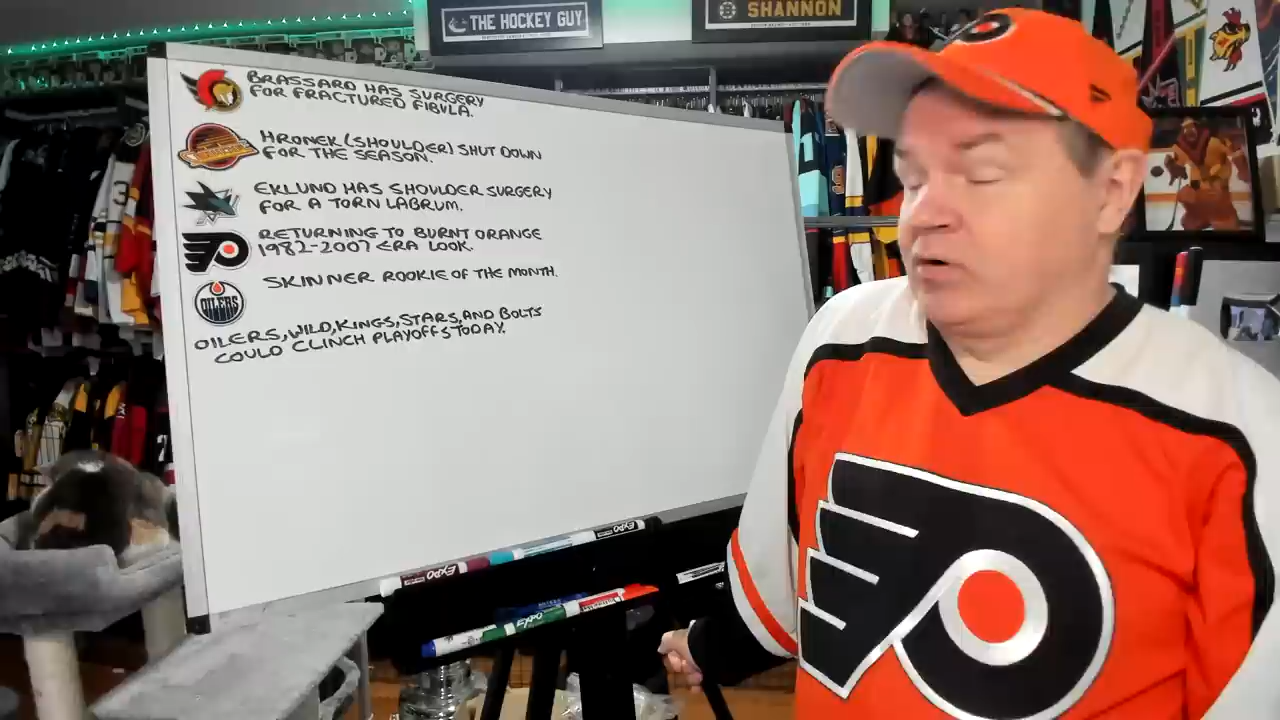 THE HOCKEY GUY
SHANNON
BRASSARD HAS SURGERY
FOR FRACTURED FIBULA.
HRONEK (SHOULDER) SHUT DOWN
FOR THE SEASON.
EKLUND HAS SHOULDER SURGERY
FOR A TORN LABRUM.
RETURNING TO BURNT ORANGE
1982-2007 ERA LOOK.
SKINNER ROOKIE OF THE MONTH.
OILERS
OILERS, WILD, KINGS, STARS, AND BOLTS
COULD CLINCH PLAYOFFS TODAY.
EXPO
EXPO
EXPO